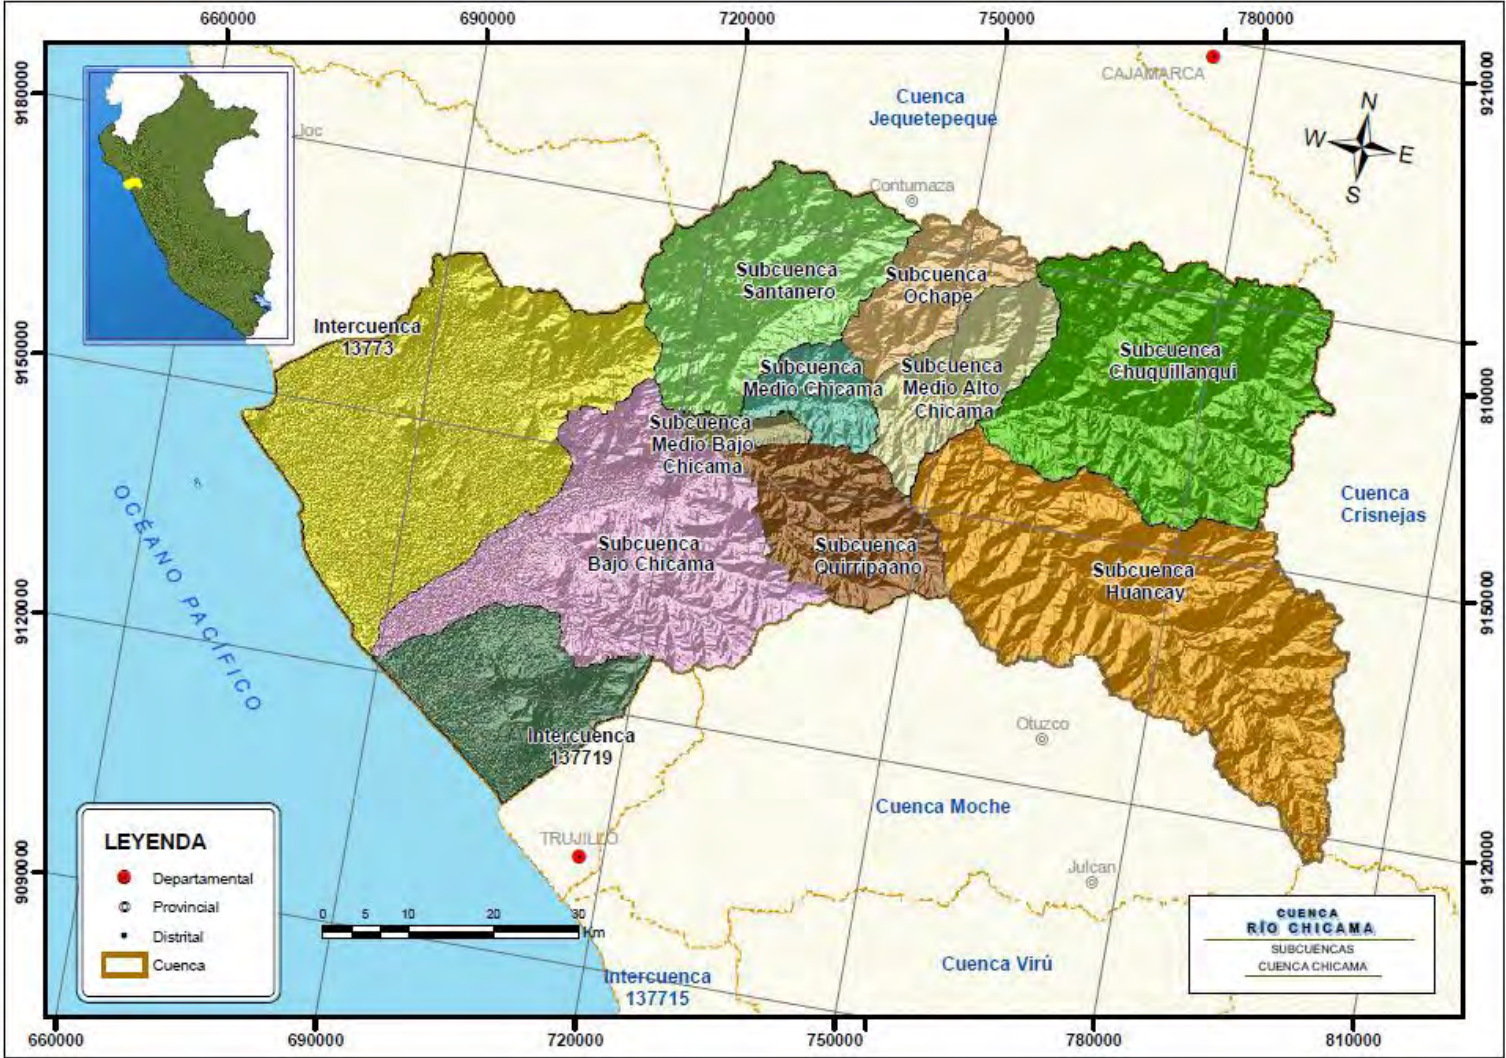 660000
690000
720000
750000
780000
9180000
9150000
9120000
9090000
9210000
810000
9150000
9120000
Joc
CAJAMARCA
Cuenca
Jequetepeque
N
W
E
S
Contumaza
Subcuenca
Santanero
Subcuenca
Ochape
Intercuenca
13773
Subcuenca
Chuquillanqui
Subcuenca
Medio Chicama
Subcuenca
Medio Alto
Chicama
Subcuenca
Medio Bajo
Chicama
Cuenca
Crisnejas
OCÉANO PACÍFICO
Subcuenca
Bajo Chicama
Subcuenca
Quirripaano
Subcuenca
Huancay
Intercuenca
137719
Otuzco
Cuenca Moche
TRUJILLO
Julcan
LEYENDA
Departamental
Provincial
Distrital
Cuenca
0 5 10 20 30
Km
Cuenca Virú
Intercuenca
137715
CUENCA
RÍO CHICAMA
SUBCUENCAS
CUENCA CHICAMA
660000
690000
720000
750000
780000
810000